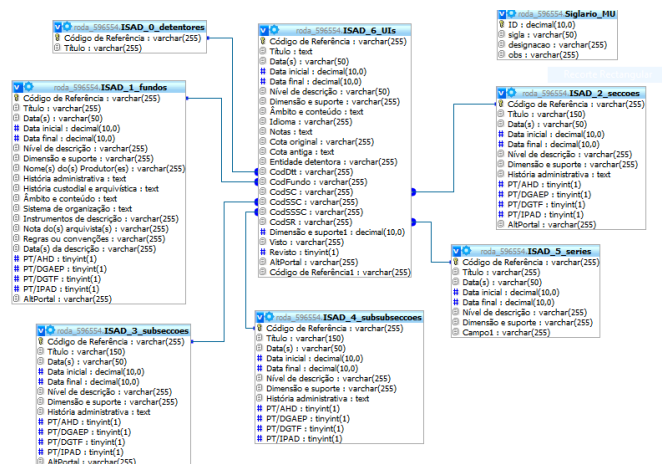 roda_596554.ISAD_0_detentores
Código de Referência : varchar(255)
Título : varchar(255)
roda_596554.ISAD_1_fundos
Código de Referência : varchar(255)
Título : varchar(255)
Data(s) : varchar(50)
# Data inicial : decimal(10,0)
# Data final : decimal(10,0)
Nível de descrição : varchar(255)
Dimensão e suporte : varchar(255)
Nome(s) do(s) Produtor(es) : varchar(255)
História administrativa : text
História custodial e arquivística : text
Âmbito e conteúdo : text
Sistema de organização : text
Instrumentos de descrição : varchar(255)
Nota do(s) arquivista(s) : varchar(255)
Regras ou convenções : varchar(255)
Data(s) da descrição : varchar(255)
# PT/AHD : tinyint(1)
# PT/DGAEP : tinyint(1)
# PT/DGTF : tinyint(1)
# PT/IPAD : tinyint(1)
AltPortal : varchar(255)
roda_596554.ISAD_3_subseccoes
Código de Referência : varchar(255)
Título : varchar(150)
Data(s) : varchar(50)
# Data inicial : decimal(10,0)
# Data final : decimal(10,0)
Nível de descrição : varchar(255)
Dimensão e suporte : varchar(255)
História administrativa : text
# PT/AHD : tinyint(1)
# PT/DGAEP : tinyint(1)
# PT/DGTF : tinyint(1)
# PT/IPAD : tinyint(1)
AltPortal : varchar(255)
roda_596554.ISAD_6_UIs
Código de Referência : varchar(255)
Título : text
Data(s) : varchar(50)
# Data inicial : decimal(10,0)
# Data final : decimal(10,0)
Nível de descrição : varchar(50)
Dimensão e suporte : varchar(255)
Âmbito e conteúdo : text
Idioma : varchar(255)
Notas : text
Cota original : varchar(255)
Cota antiga : text
Entidade detentora : varchar(255)
CodDtt : varchar(255)
CodFundo : varchar(255)
CodSC : varchar(255)
CodSSC : varchar(255)
CodSSSC : varchar(255)
CodSR : varchar(255)
# Dimensão e suporte1 : decimal(10,0)
Visto : varchar(255)
# Revisto : tinyint(1)
AltPortal : varchar(255)
Código de Referência1 : varchar(255)
roda_596554.ISAD_4_subsubseccoes
Código de Referência : varchar(255)
Título : varchar(150)
Data(s) : varchar(50)
# Data inicial : decimal(10,0)
# Data final : decimal(10,0)
Nível de descrição : varchar(255)
Dimensão e suporte : varchar(255)
História administrativa : text
# PT/AHD : tinyint(1)
# PT/DGAEP : tinyint(1)
# PT/DGTF : tinyint(1)
# PT/IPAD : tinyint(1)
roda_596554.Siglario_MU
ID : decimal(10,0)
sigla : varchar(50)
designacao : varchar(255)
obs : varchar(255)
roda_596554.ISAD_2_seccoes
Código de Referência : varchar(255)
Título : varchar(150)
Data(s) : varchar(50)
# Data inicial : decimal(10,0)
# Data final : decimal(10,0)
Nível de descrição : varchar(255)
Dimensão e suporte : varchar(255)
História administrativa : text
# PT/AHD : tinyint(1)
# PT/DGAEP : tinyint(1)
# PT/DGTF : tinyint(1)
# PT/IPAD : tinyint(1)
AltPortal : varchar(255)
roda_596554.ISAD_5_series
Código de Referência : varchar(255)
Título : varchar(255)
Data(s) : varchar(50)
# Data inicial : decimal(10,0)
# Data final : decimal(10,0)
Nível de descrição : varchar(255)
Dimensão e suporte : varchar(255)
Campo1 : varchar(255)